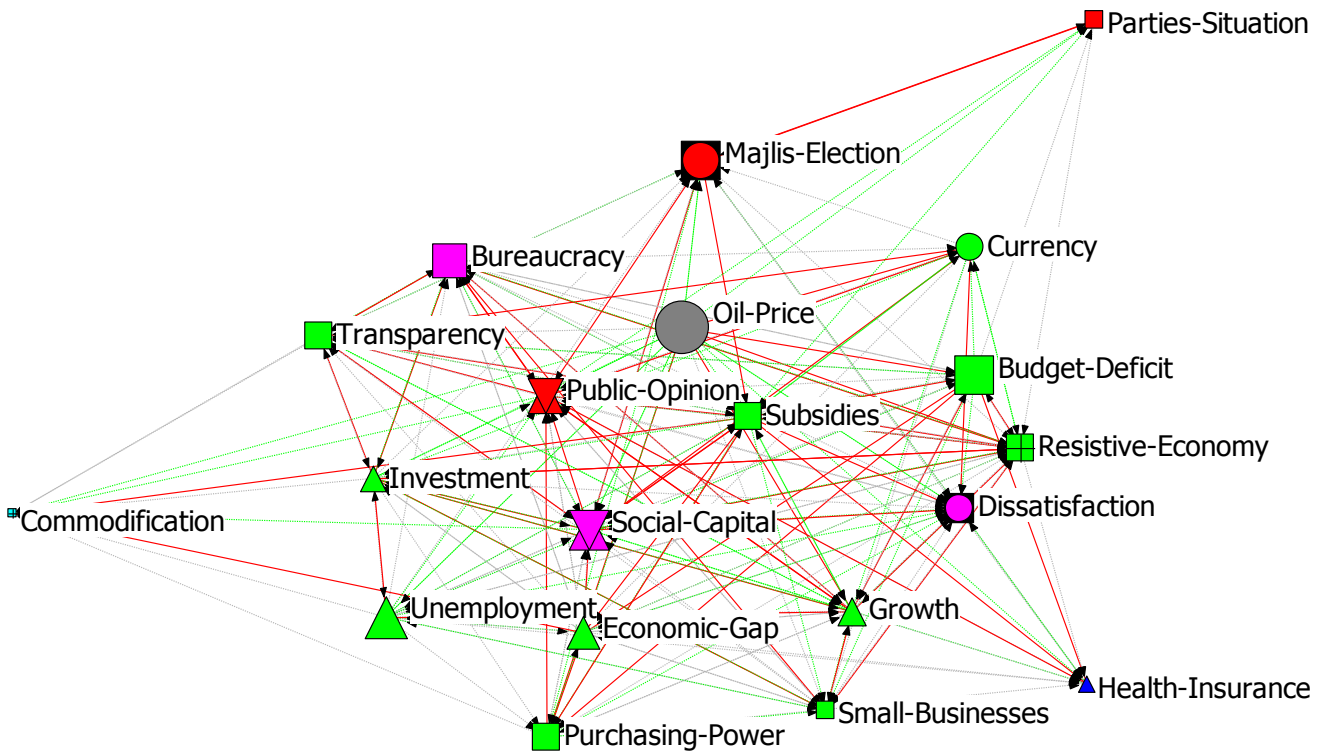 Parties-Situation
Majlis-Election
Currency
Bureaucracy
Oil-Price
Transparency
Budget-Deficit
Public-Opinion
Subsidies
Resistive-Economy
Investment
Dissatisfaction
Commodification
Social-Capital
Unemployment
Growth
Economic-Gap
Health-Insurance
Small-Businesses
Purchasing-Power